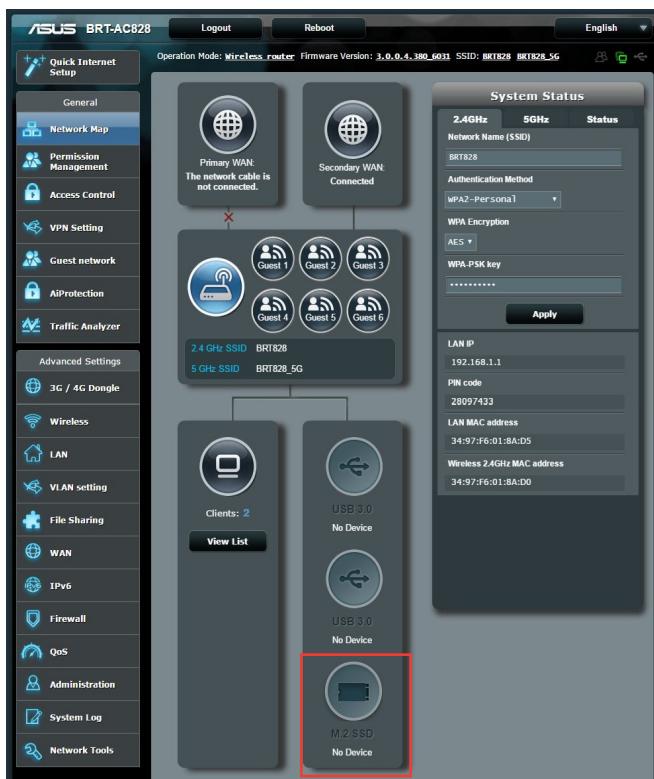 ASUS BRT-AC828 Logout Reboot English
Operation Mode: Wireless router Firmware Version: 3.0.0.4.380_6031 SSID: BRT828 BRT828_5G
Quick Internet
Setup
General
Network Map
Permission
Management
Access Control
VPN Setting
Guest network
AiProtection
Traffic Analyzer
Advanced Settings
3G / 4G Dongle
Wireless
LAN
VLAN setting
File Sharing
WAN
IPv6
Firewall
QoS
Administration
System Log
Network Tools
Primary WAN:
The network cable is
not connected.
Secondary WAN:
Connected
Guest 1 Guest 2 Guest 3
Guest 4 Guest 5 Guest 6
2.4 GHz SSID BRT828
5 GHz SSID BRT828_5G
Clients: 2
View List
USB 3.0
No Device
USB 3.0
No Device
M.2 SSD
No Device
System Status
2.4GHz 5GHz Status
Network Name (SSID)
BRT828
Authentication Method
WPA2-Personal
WPA Encryption
AES
WPA-PSK key
••••••••••
Apply
LAN IP
192.168.1.1
PIN code
28097433
LAN MAC address
34:97:F6:01:8A:D5
Wireless 2.4GHz MAC address
34:97:F6:01:8A:D0